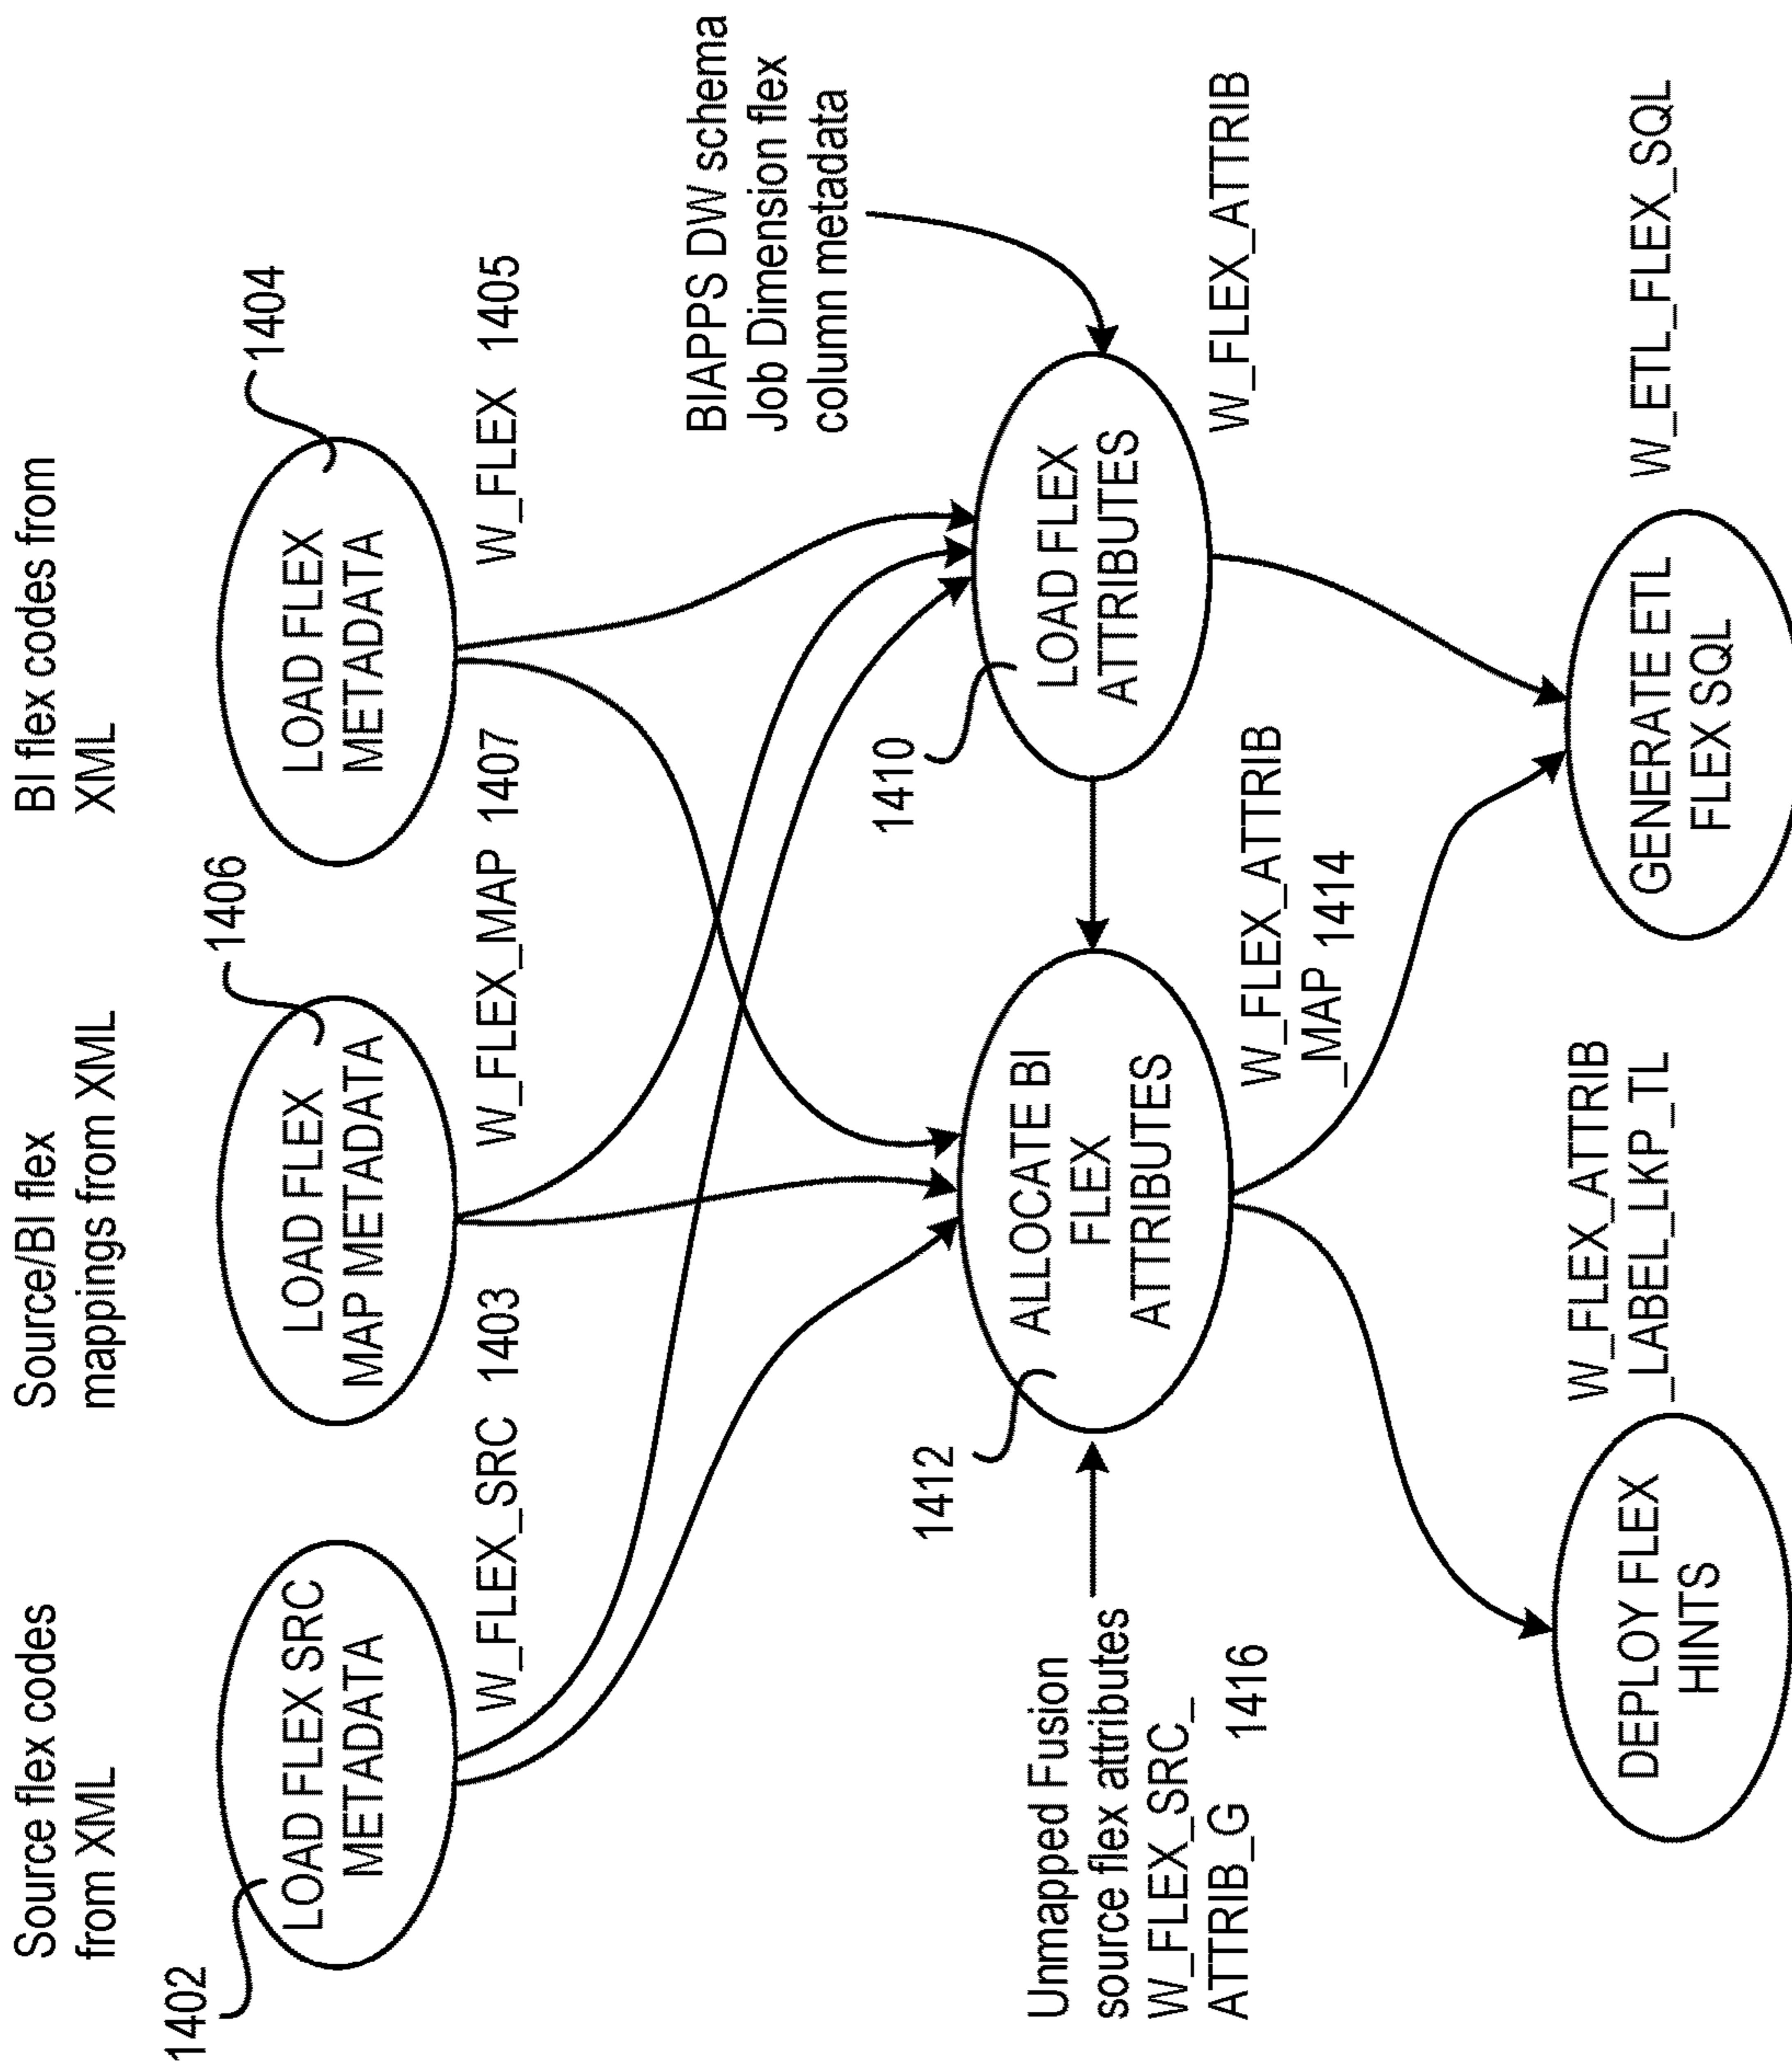 Source flex codes
from XML
Source/BI flex
mappings from XML
BI flex codes from
XML
1402
1406
1404
LOAD FLEX SRC
METADATA
LOAD FLEX
MAP METADATA
LOAD FLEX
METADATA
W_FLEX_SRC 1403
W_FLEX_MAP 1407
W_FLEX 1405
BIAPPS DW schema
Job Dimension flex
column metadata
1412
1410
Unmapped Fusion
source flex attributes
W_FLEX_SRC_
ATTRIB_G 1416
ALLOCATE BI
FLEX
ATTRIBUTES
LOAD FLEX
ATTRIBUTES
W_FLEX_ATTRIB
_MAP 1414
W_FLEX_ATTRIB
W_FLEX_ATTRIB
_LABEL_LKP_TL
W_ETL_FLEX_SQL
DEPLOY FLEX
HINTS
GENERATE ETL
FLEX SQL